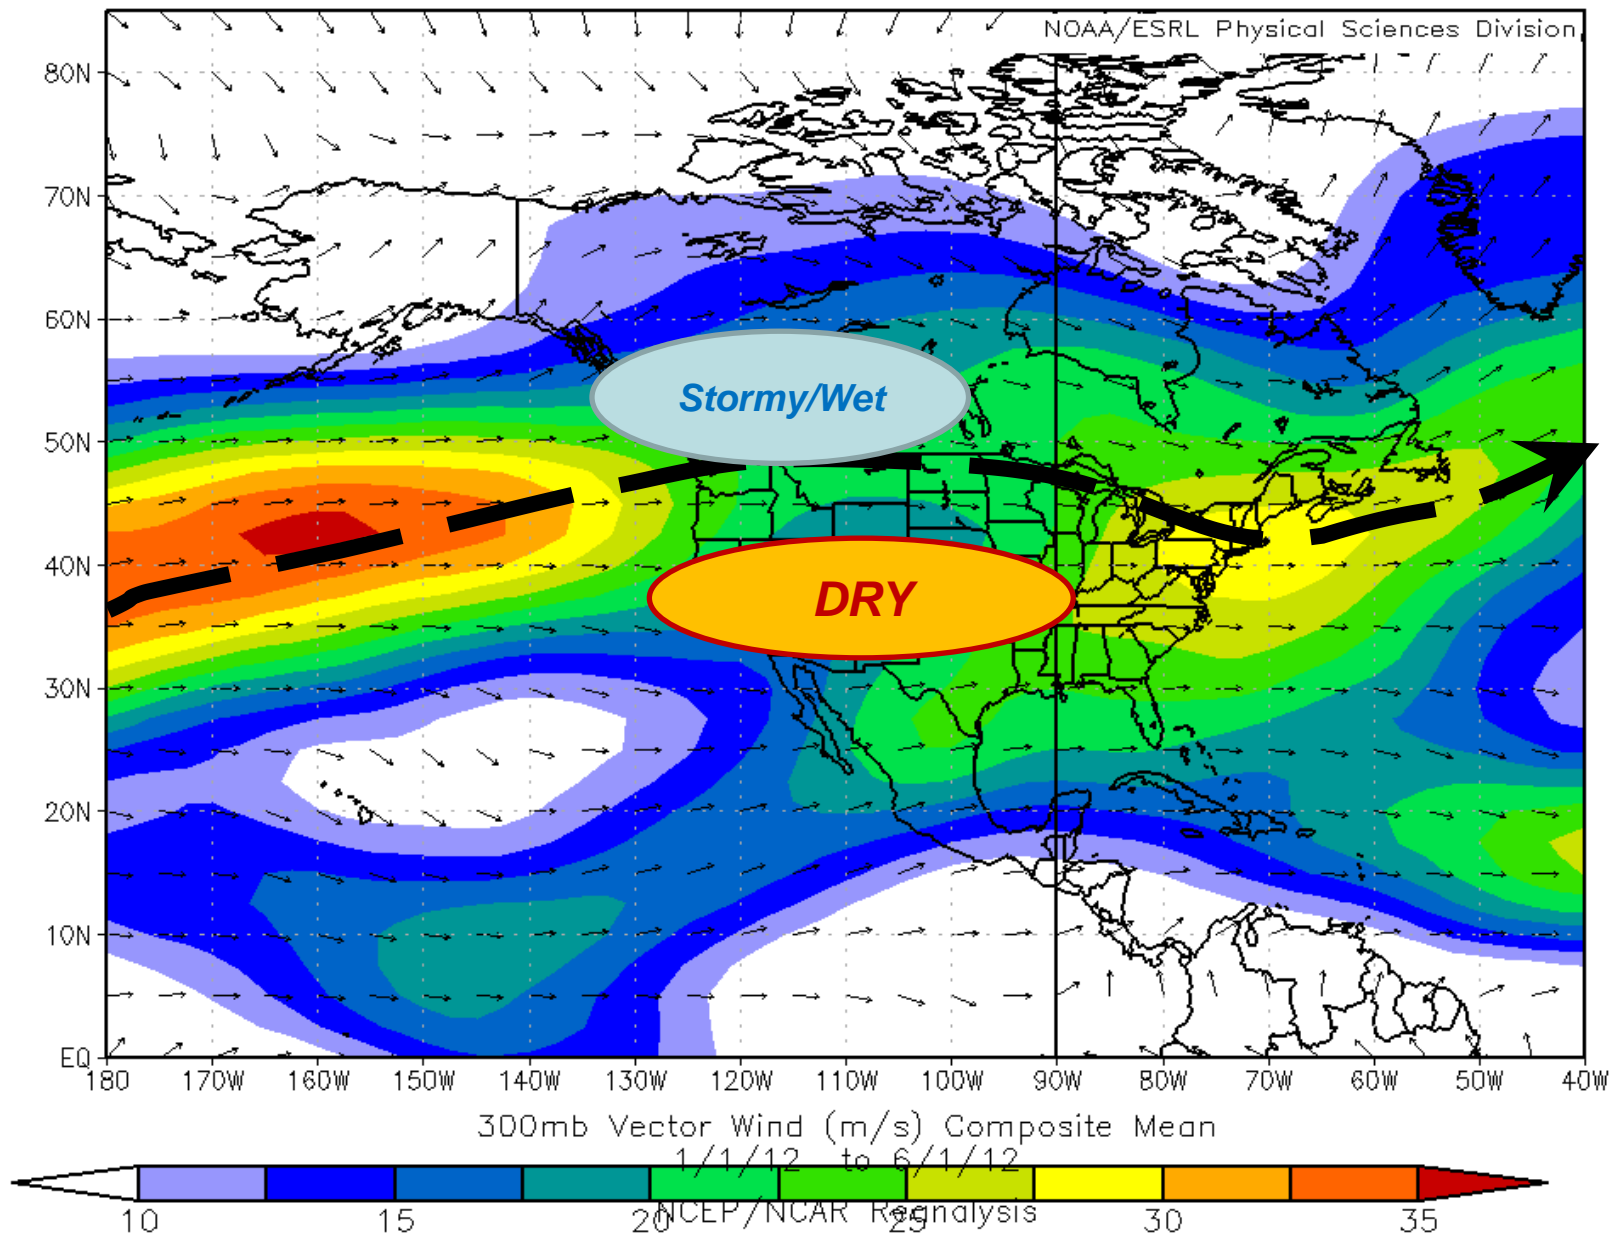 NOAA/ESRL Physical Sciences Division
80N
70N
60N
50N
40N
30N
20N
10N
EQ
Stormy/Wet
DRY
180 170W 160W 150W 140W 130W 120W 110W 100W 90W 80W 70W 60W 50W 40W
300mb Vector Wind (m/s) Composite Mean
1/1/12 to 6/1/12
NCEP/NCAR Reanalysis
10 15 20 25 30 35